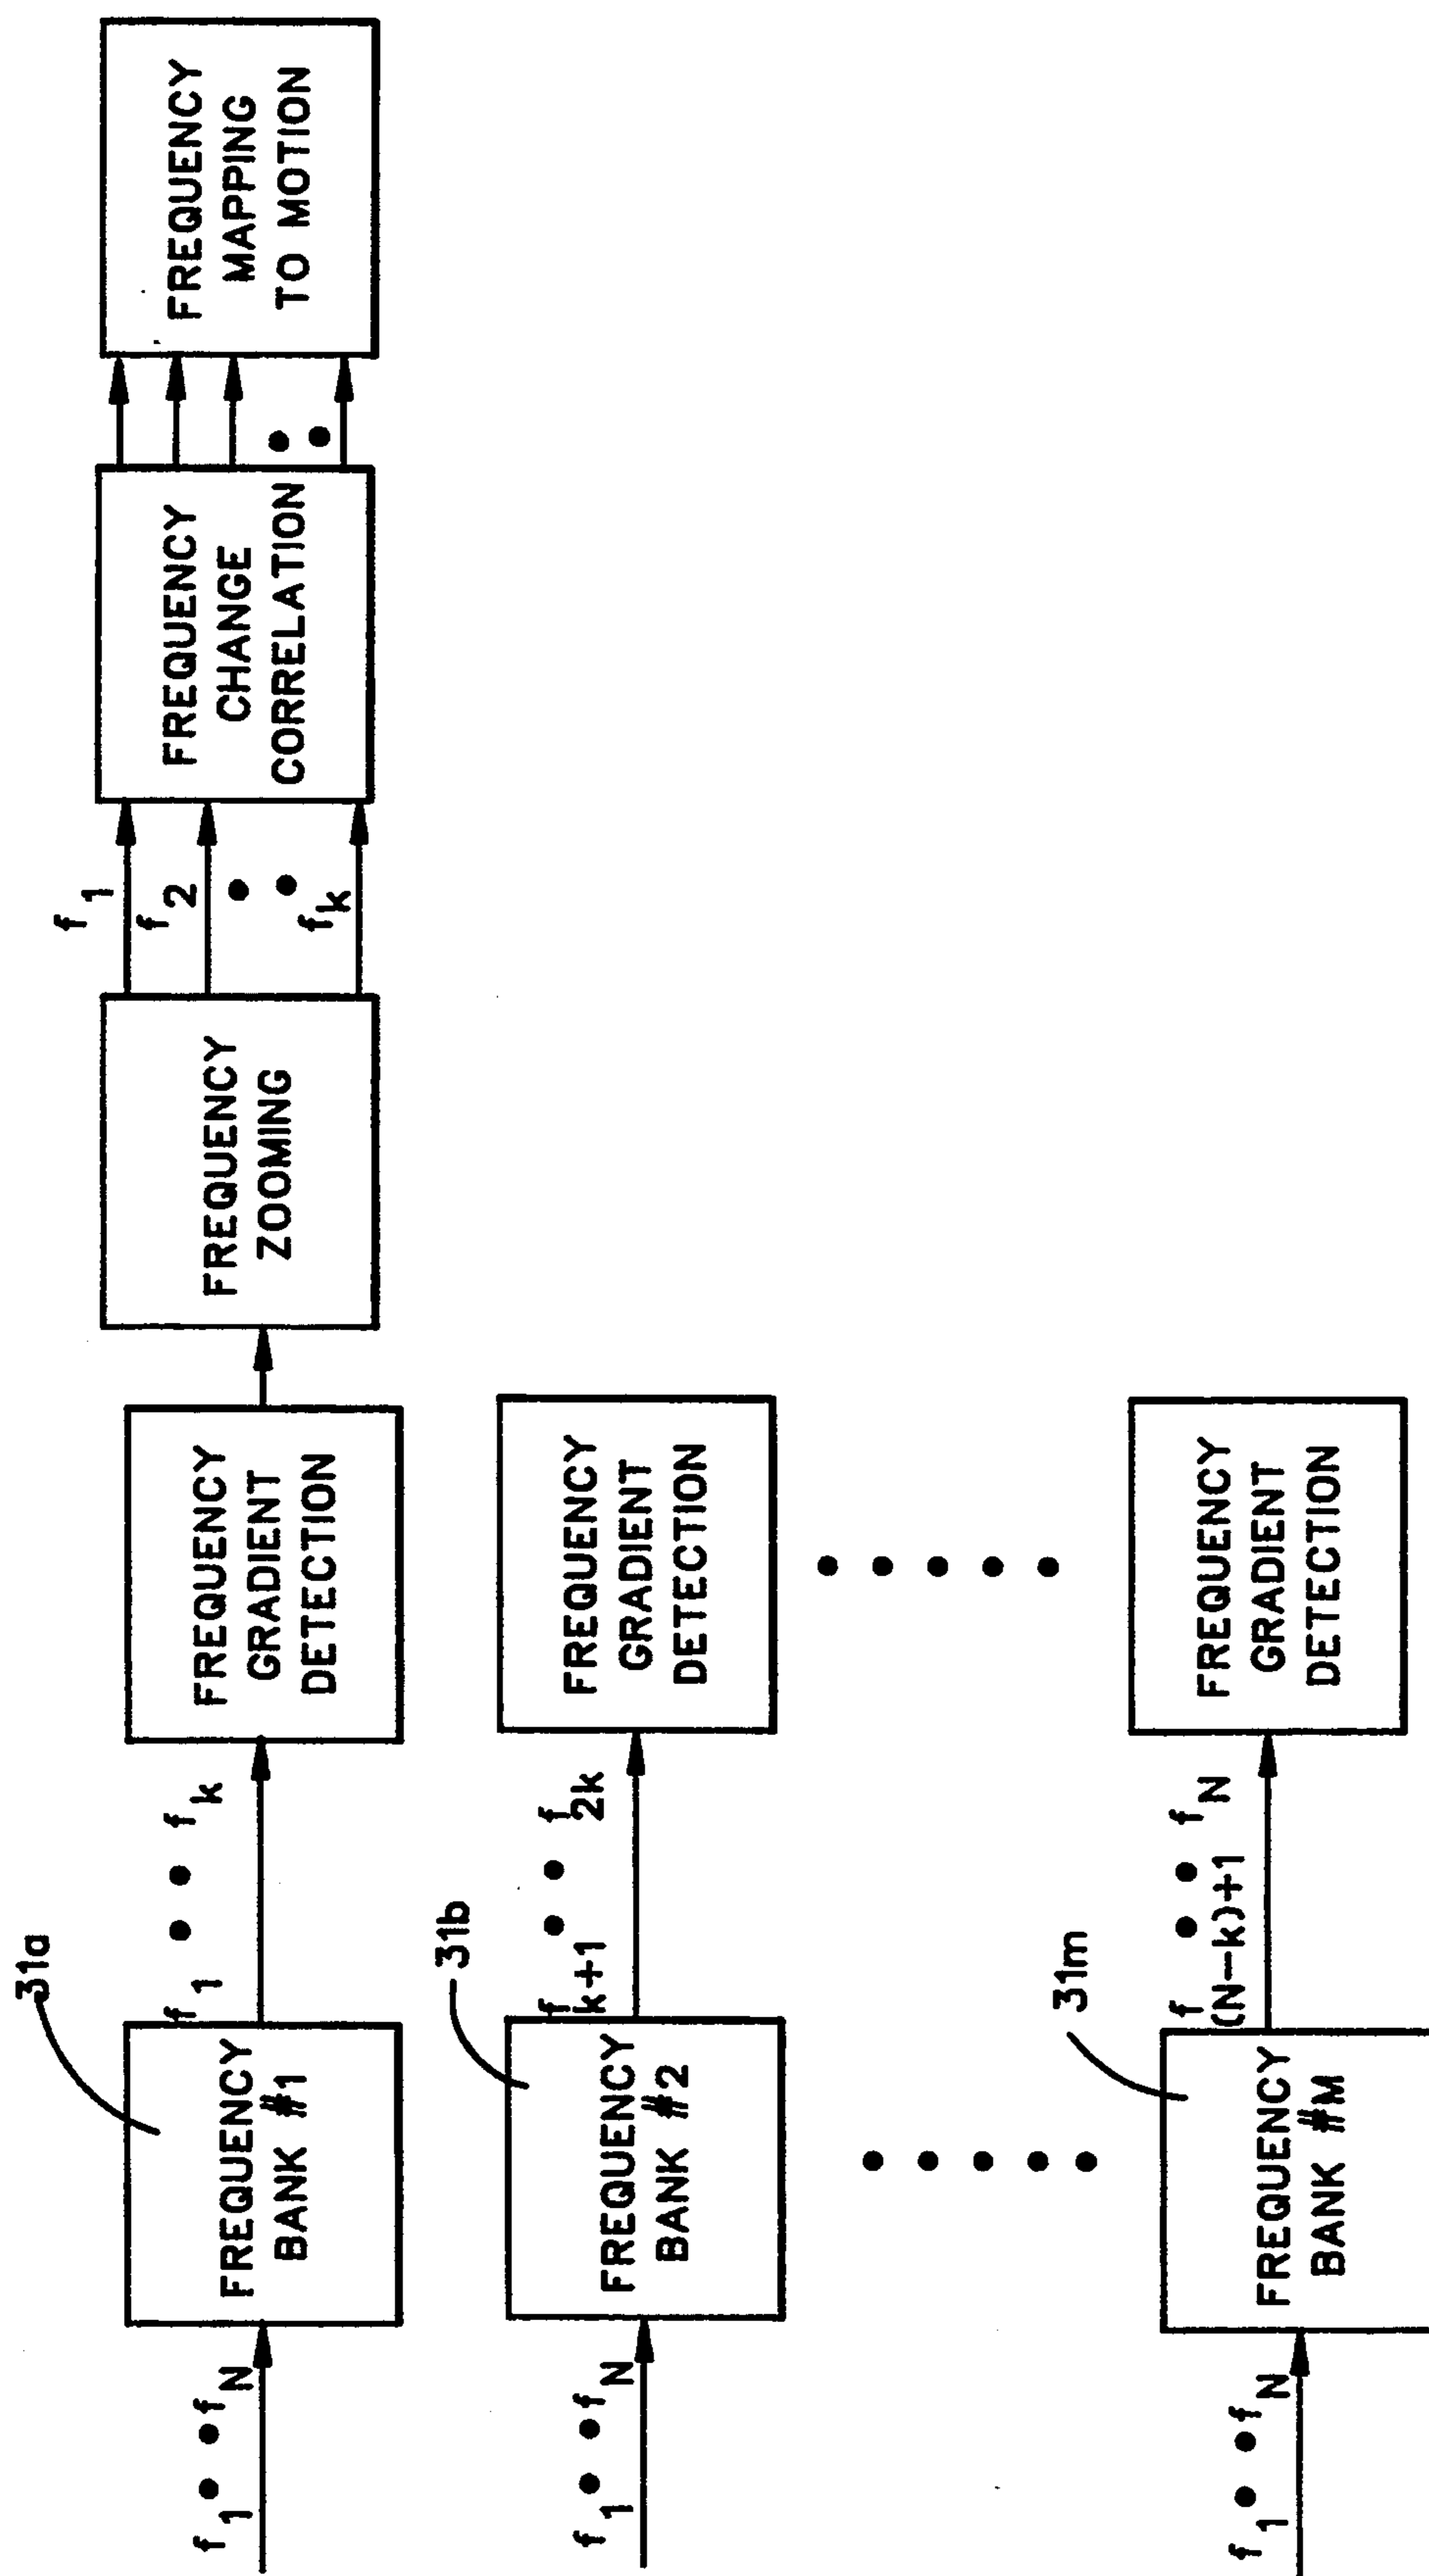 f1 • • fN
31a
FREQUENCY
BANK #1
f1 • • fk
FREQUENCY
GRADIENT
DETECTION
FREQUENCY
ZOOMING
f1
f2
•
•
fk
FREQUENCY
CHANGE
CORRELATION
•
•
FREQUENCY
MAPPING
TO MOTION
f1 • • fN
31b
FREQUENCY
BANK #2
fk+1 • • f2k
FREQUENCY
GRADIENT
DETECTION
• • • • •
• • • • •
f1 • • fN
31m
FREQUENCY
BANK #M
f(N-k)+1 • • fN
FREQUENCY
GRADIENT
DETECTION